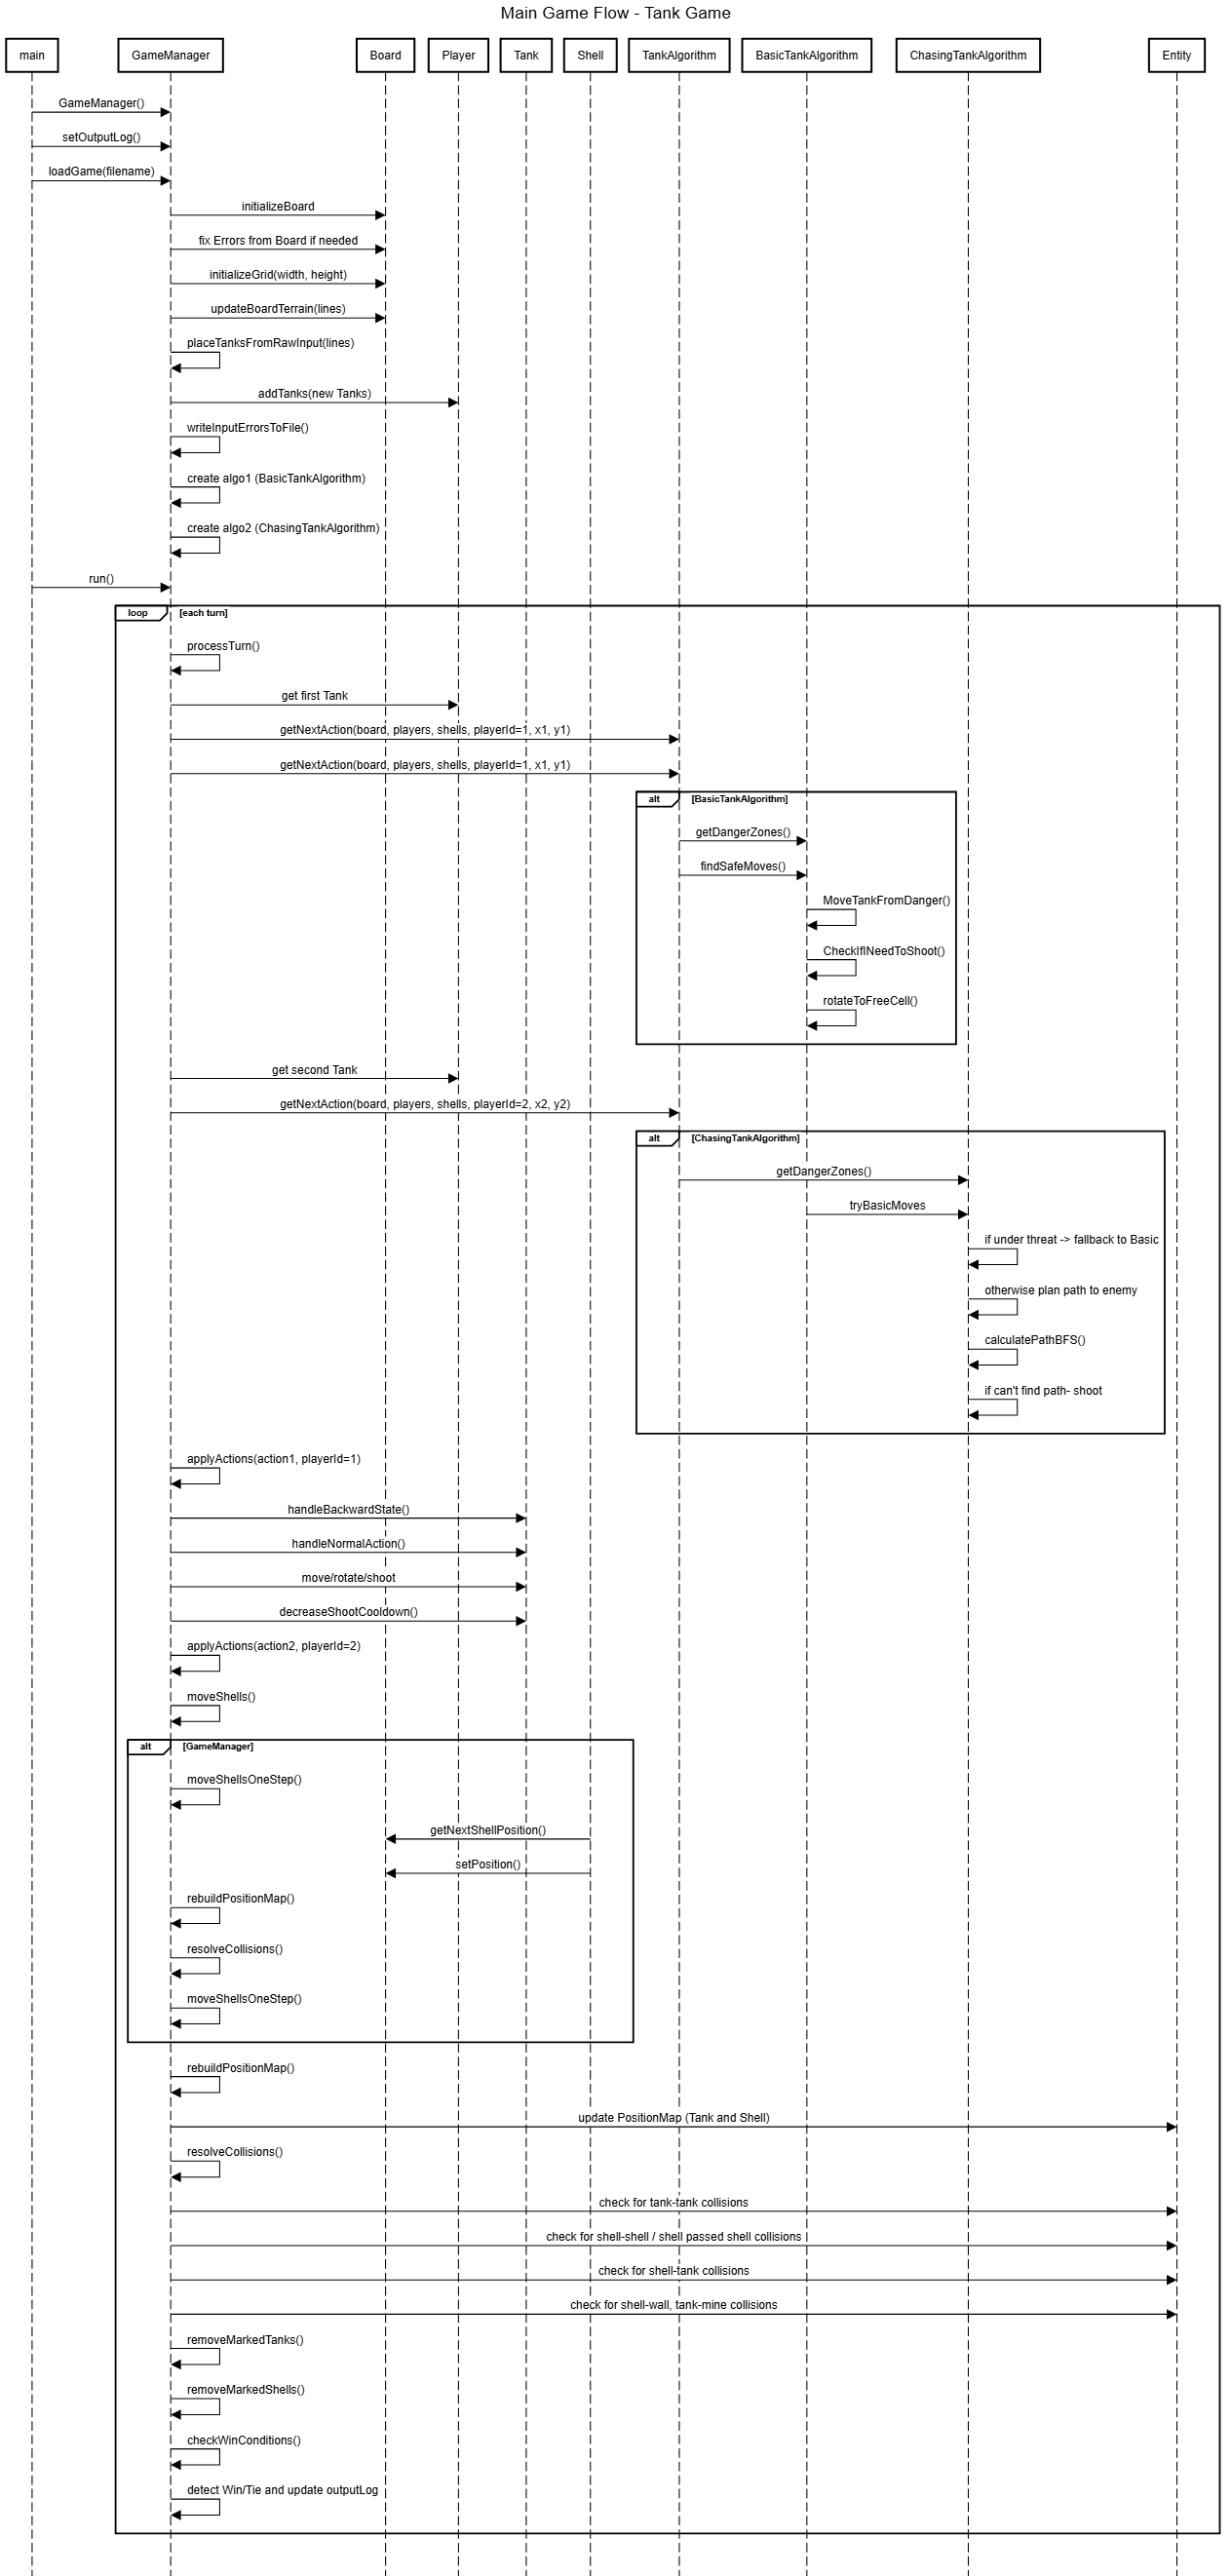 Main Game Flow - Tank Game
main
GameManager
Board
Player
Tank
Shell
TankAlgorithm
BasicTankAlgorithm
ChasingTankAlgorithm
Entity
GameManager()
setOutputLog()
loadGame(filename)
initializeBoard
fix Errors from Board if needed
initializeGrid(width, height)
updateBoardTerrain(lines)
placeTanksFromRawInput(lines)
addTanks(new Tanks)
writeInputErrorsToFile()
create algo1 (BasicTankAlgorithm)
create algo2 (ChasingTankAlgorithm)
run()
loop [each turn]
processTurn()
get first Tank
getNextAction(board, players, shells, playerId=1, x1, y1)
getNextAction(board, players, shells, playerId=1, x1, y1)
alt [BasicTankAlgorithm]
getDangerZones()
findSafeMoves()
MoveTankFromDanger()
CheckIfINeedToShoot()
rotateToFreeCell()
get second Tank
getNextAction(board, players, shells, playerId=2, x2, y2)
alt [ChasingTankAlgorithm]
getDangerZones()
tryBasicMoves
if under threat -> fallback to Basic
otherwise plan path to enemy
calculatePathBFS()
if can't find path- shoot
applyActions(action1, playerId=1)
handleBackwardState()
handleNormalAction()
move/rotate/shoot
decreaseShootCooldown()
applyActions(action2, playerId=2)
moveShells()
alt [GameManager]
moveShellsOneStep()
getNextShellPosition()
setPosition()
rebuildPositionMap()
resolveCollisions()
moveShellsOneStep()
rebuildPositionMap()
update PositionMap (Tank and Shell)
resolveCollisions()
check for tank-tank collisions
check for shell-shell / shell passed shell collisions
check for shell-tank collisions
check for shell-wall, tank-mine collisions
removeMarkedTanks()
removeMarkedShells()
checkWinConditions()
detect Win/Tie and update outputLog